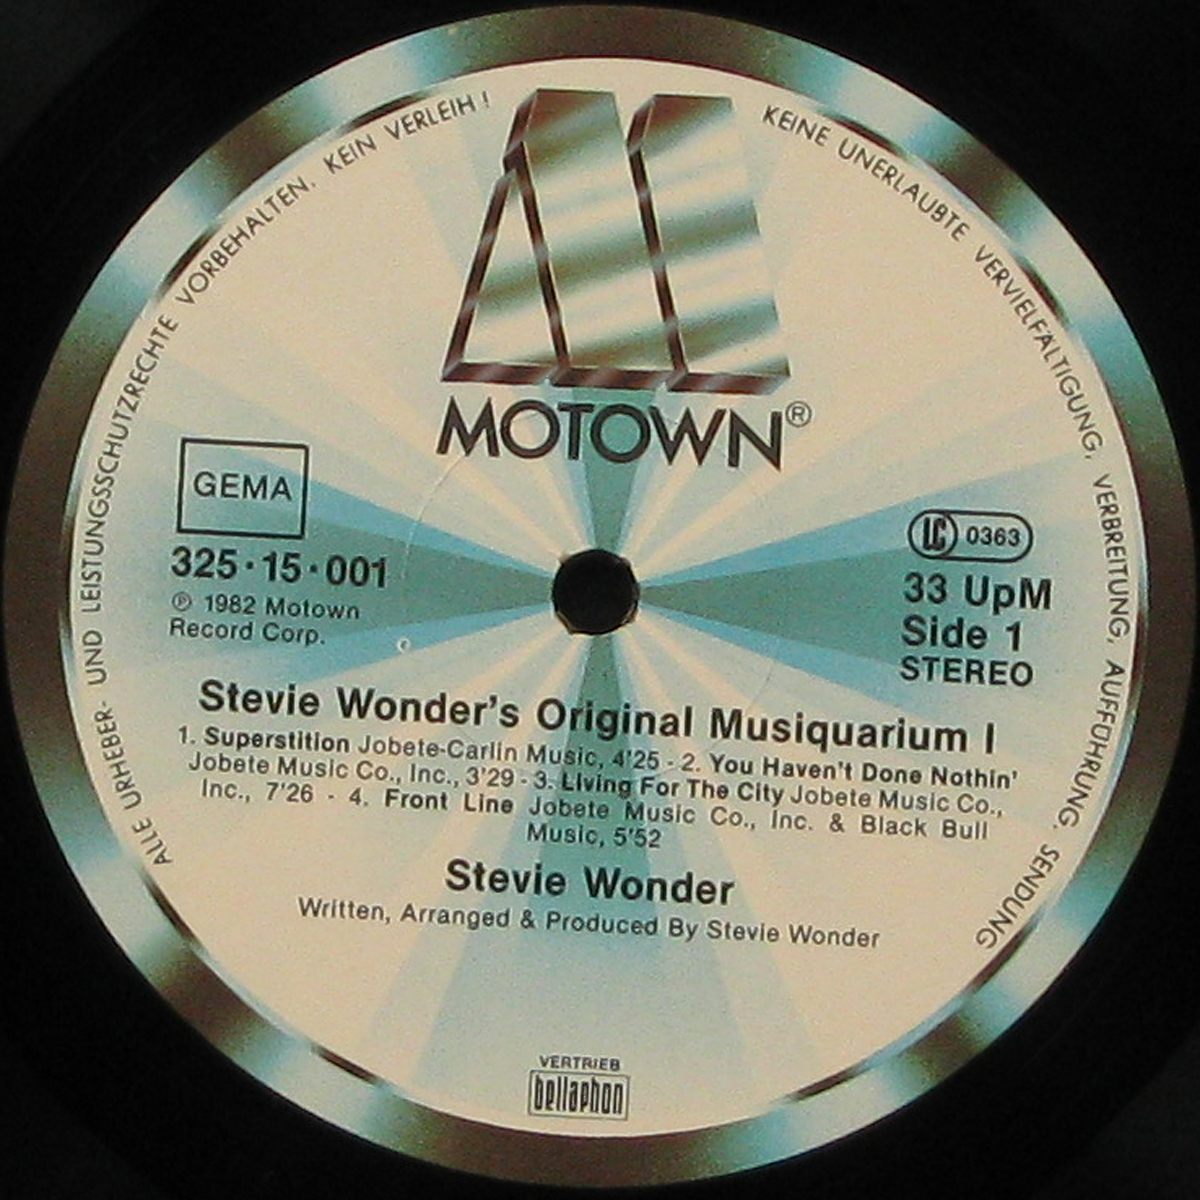 ALLE URHEBER- UND LEISTUNGSSCHUTZRECHTE VORBEHALTEN. KEIN VERLEIH! KEINE UNERLAUBTE VERVIELFÄLTIGUNG, VERBREITUNG, AUFFÜHRUNG, SENDUNG
MOTOWN®
GEMA
325·15·001
℗ 1982 Motown
Record Corp.
LC 0363
33 UpM
Side 1
STEREO
Stevie Wonder's Original Musiquarium I
1. Superstition Jobete-Carlin Music, 4'25 - 2. You Haven't Done Nothin'
Jobete Music Co., Inc., 3'29 - 3. Living For The City Jobete Music Co.,
Inc., 7'26 - 4. Front Line Jobete Music Co., Inc. & Black Bull
Music, 5'52
Stevie Wonder
Written, Arranged & Produced By Stevie Wonder
VERTRIEB
bellaphon